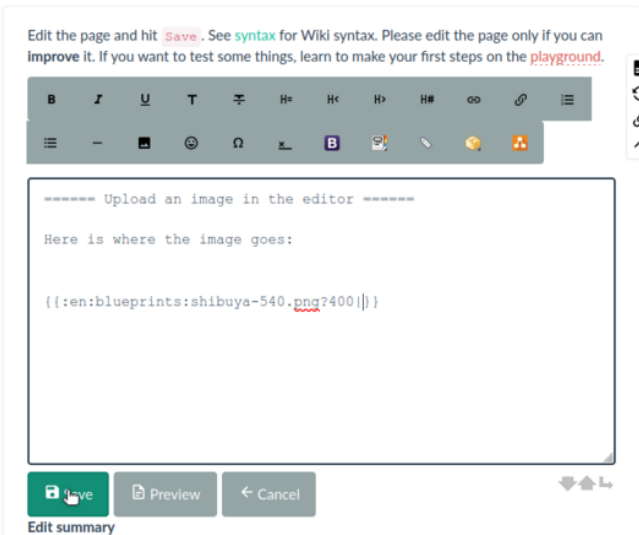 Edit the page and hit Save . See syntax for Wiki syntax. Please edit the page only if you can
improve it. If you want to test some things, learn to make your first steps on the playground.
B I U T T H= H< H> H#
Ω B
====== Upload an image in the editor ======
Here is where the image goes:
{{:en:blueprints:shibuya-540.png?400|}}
Save Preview Cancel
Edit summary